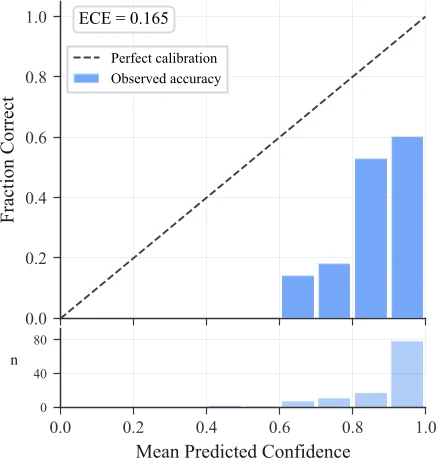 ECE = 0.165
Perfect calibration
Observed accuracy
Fraction Correct
1.0
0.8
0.6
0.4
0.2
0.0
n
80
40
0
0.0 0.2 0.4 0.6 0.8 1.0
Mean Predicted Confidence